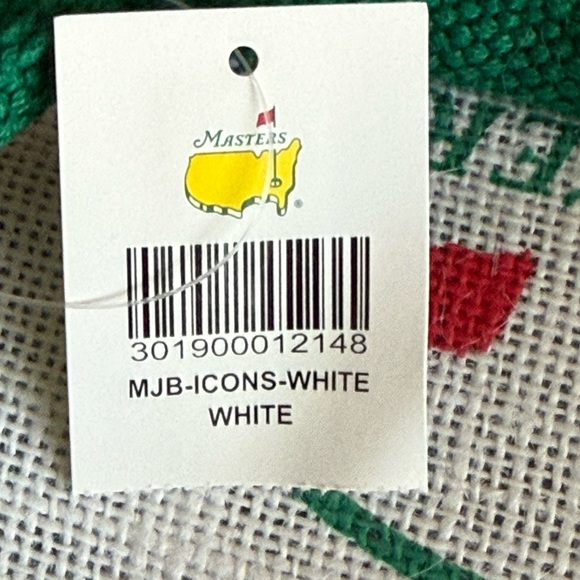 MASTERS
®
301900012148
MJB-ICONS-WHITE
WHITE